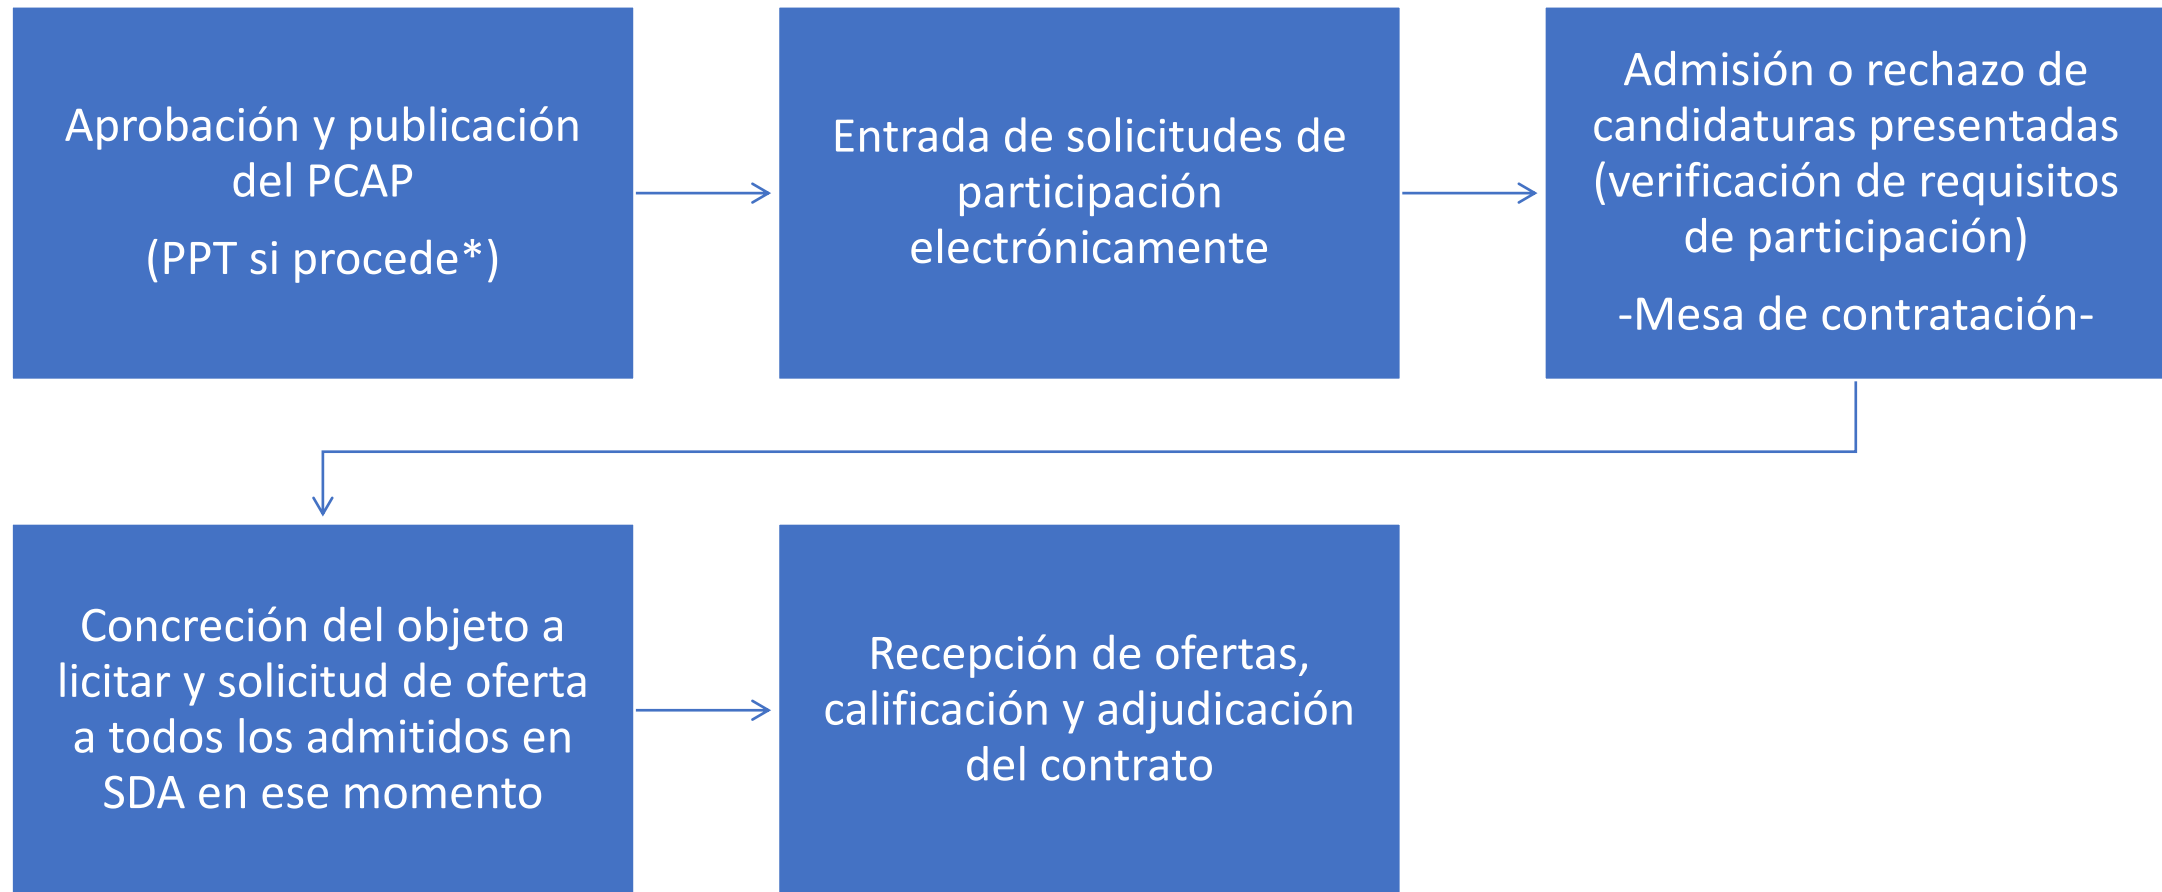 Aprobación y publicación
del PCAP
(PPT si procede*)
Entrada de solicitudes de
participación
electrónicamente
Admisión o rechazo de
candidaturas presentadas
(verificación de requisitos
de participación)
-Mesa de contratación-
Concreción del objeto a
licitar y solicitud de oferta
a todos los admitidos en
SDA en ese momento
Recepción de ofertas,
calificación y adjudicación
del contrato